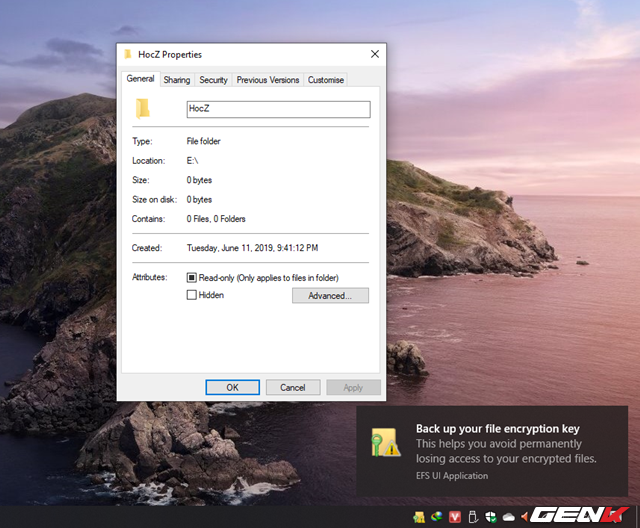 HocZ Properties
General Sharing Security Previous Versions Customise
HocZ
Type: File folder
Location: E:\
Size: 0 bytes
Size on disk: 0 bytes
Contains: 0 Files, 0 Folders
Created: Tuesday, June 11, 2019, 9:41:12 PM
Attributes: Read-only (Only applies to files in folder)
Hidden Advanced...
OK Cancel Apply
Back up your file encryption key
This helps you avoid permanently
losing access to your encrypted files.
EFS UI Application
GENK